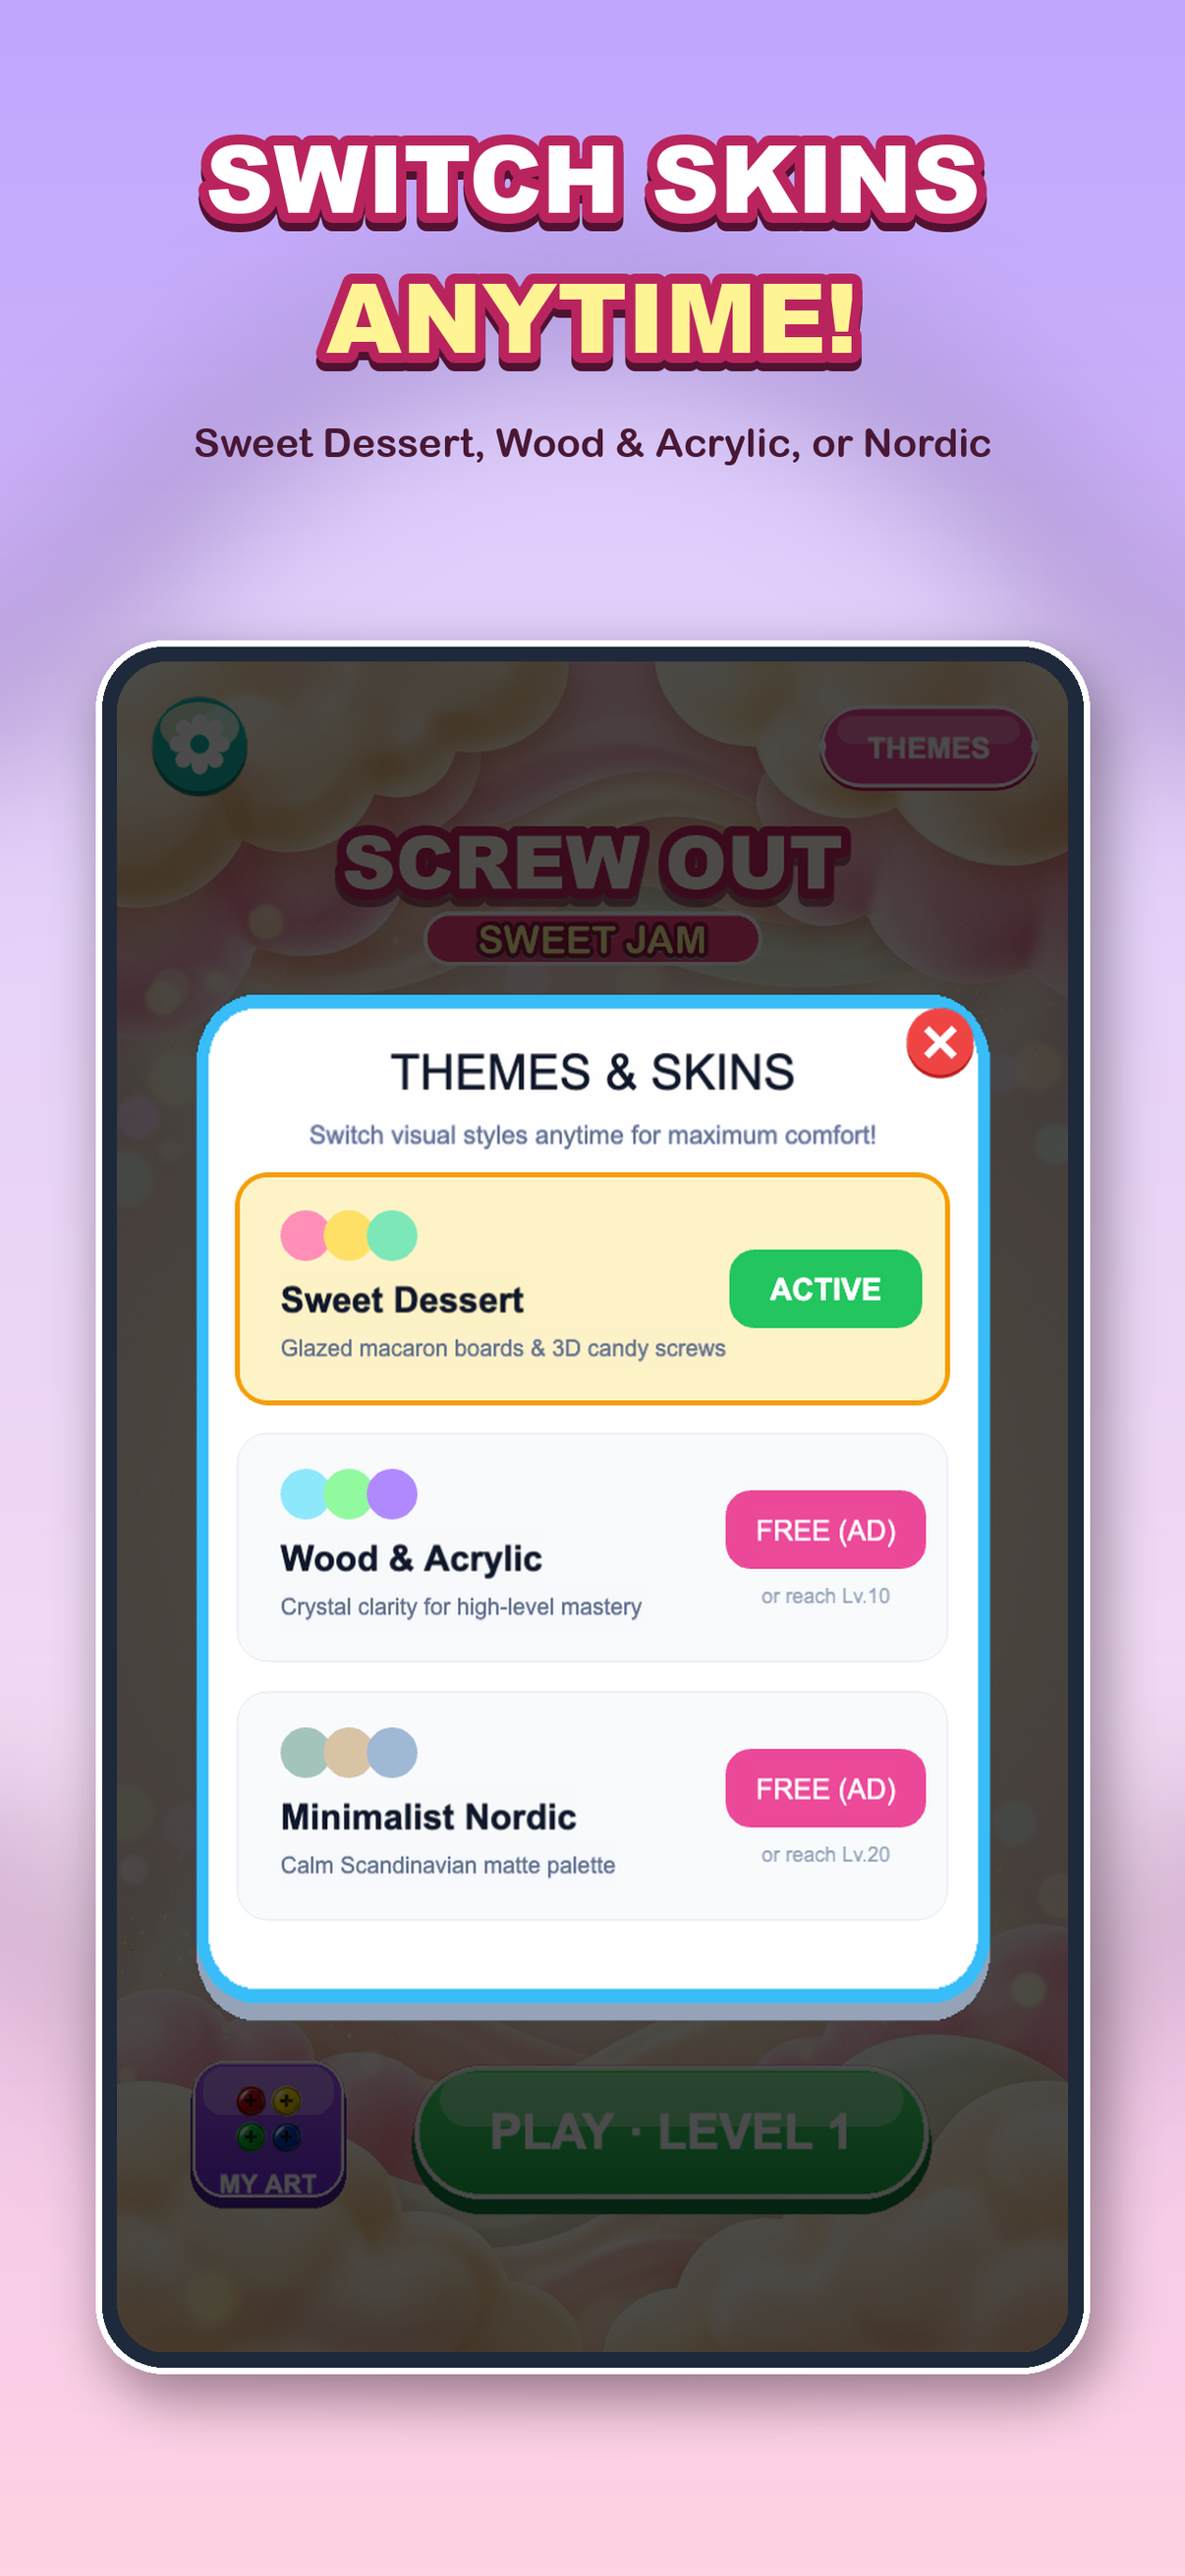 SWITCH SKINS
ANYTIME!
Sweet Dessert, Wood & Acrylic, or Nordic
THEMES
SCREW OUT
SWEET JAM
THEMES & SKINS
Switch visual styles anytime for maximum comfort!
Sweet Dessert
Glazed macaron boards & 3D candy screws
ACTIVE
Wood & Acrylic
Crystal clarity for high-level mastery
FREE (AD)
or reach Lv.10
Minimalist Nordic
Calm Scandinavian matte palette
FREE (AD)
or reach Lv.20
MY ART
PLAY · LEVEL 1